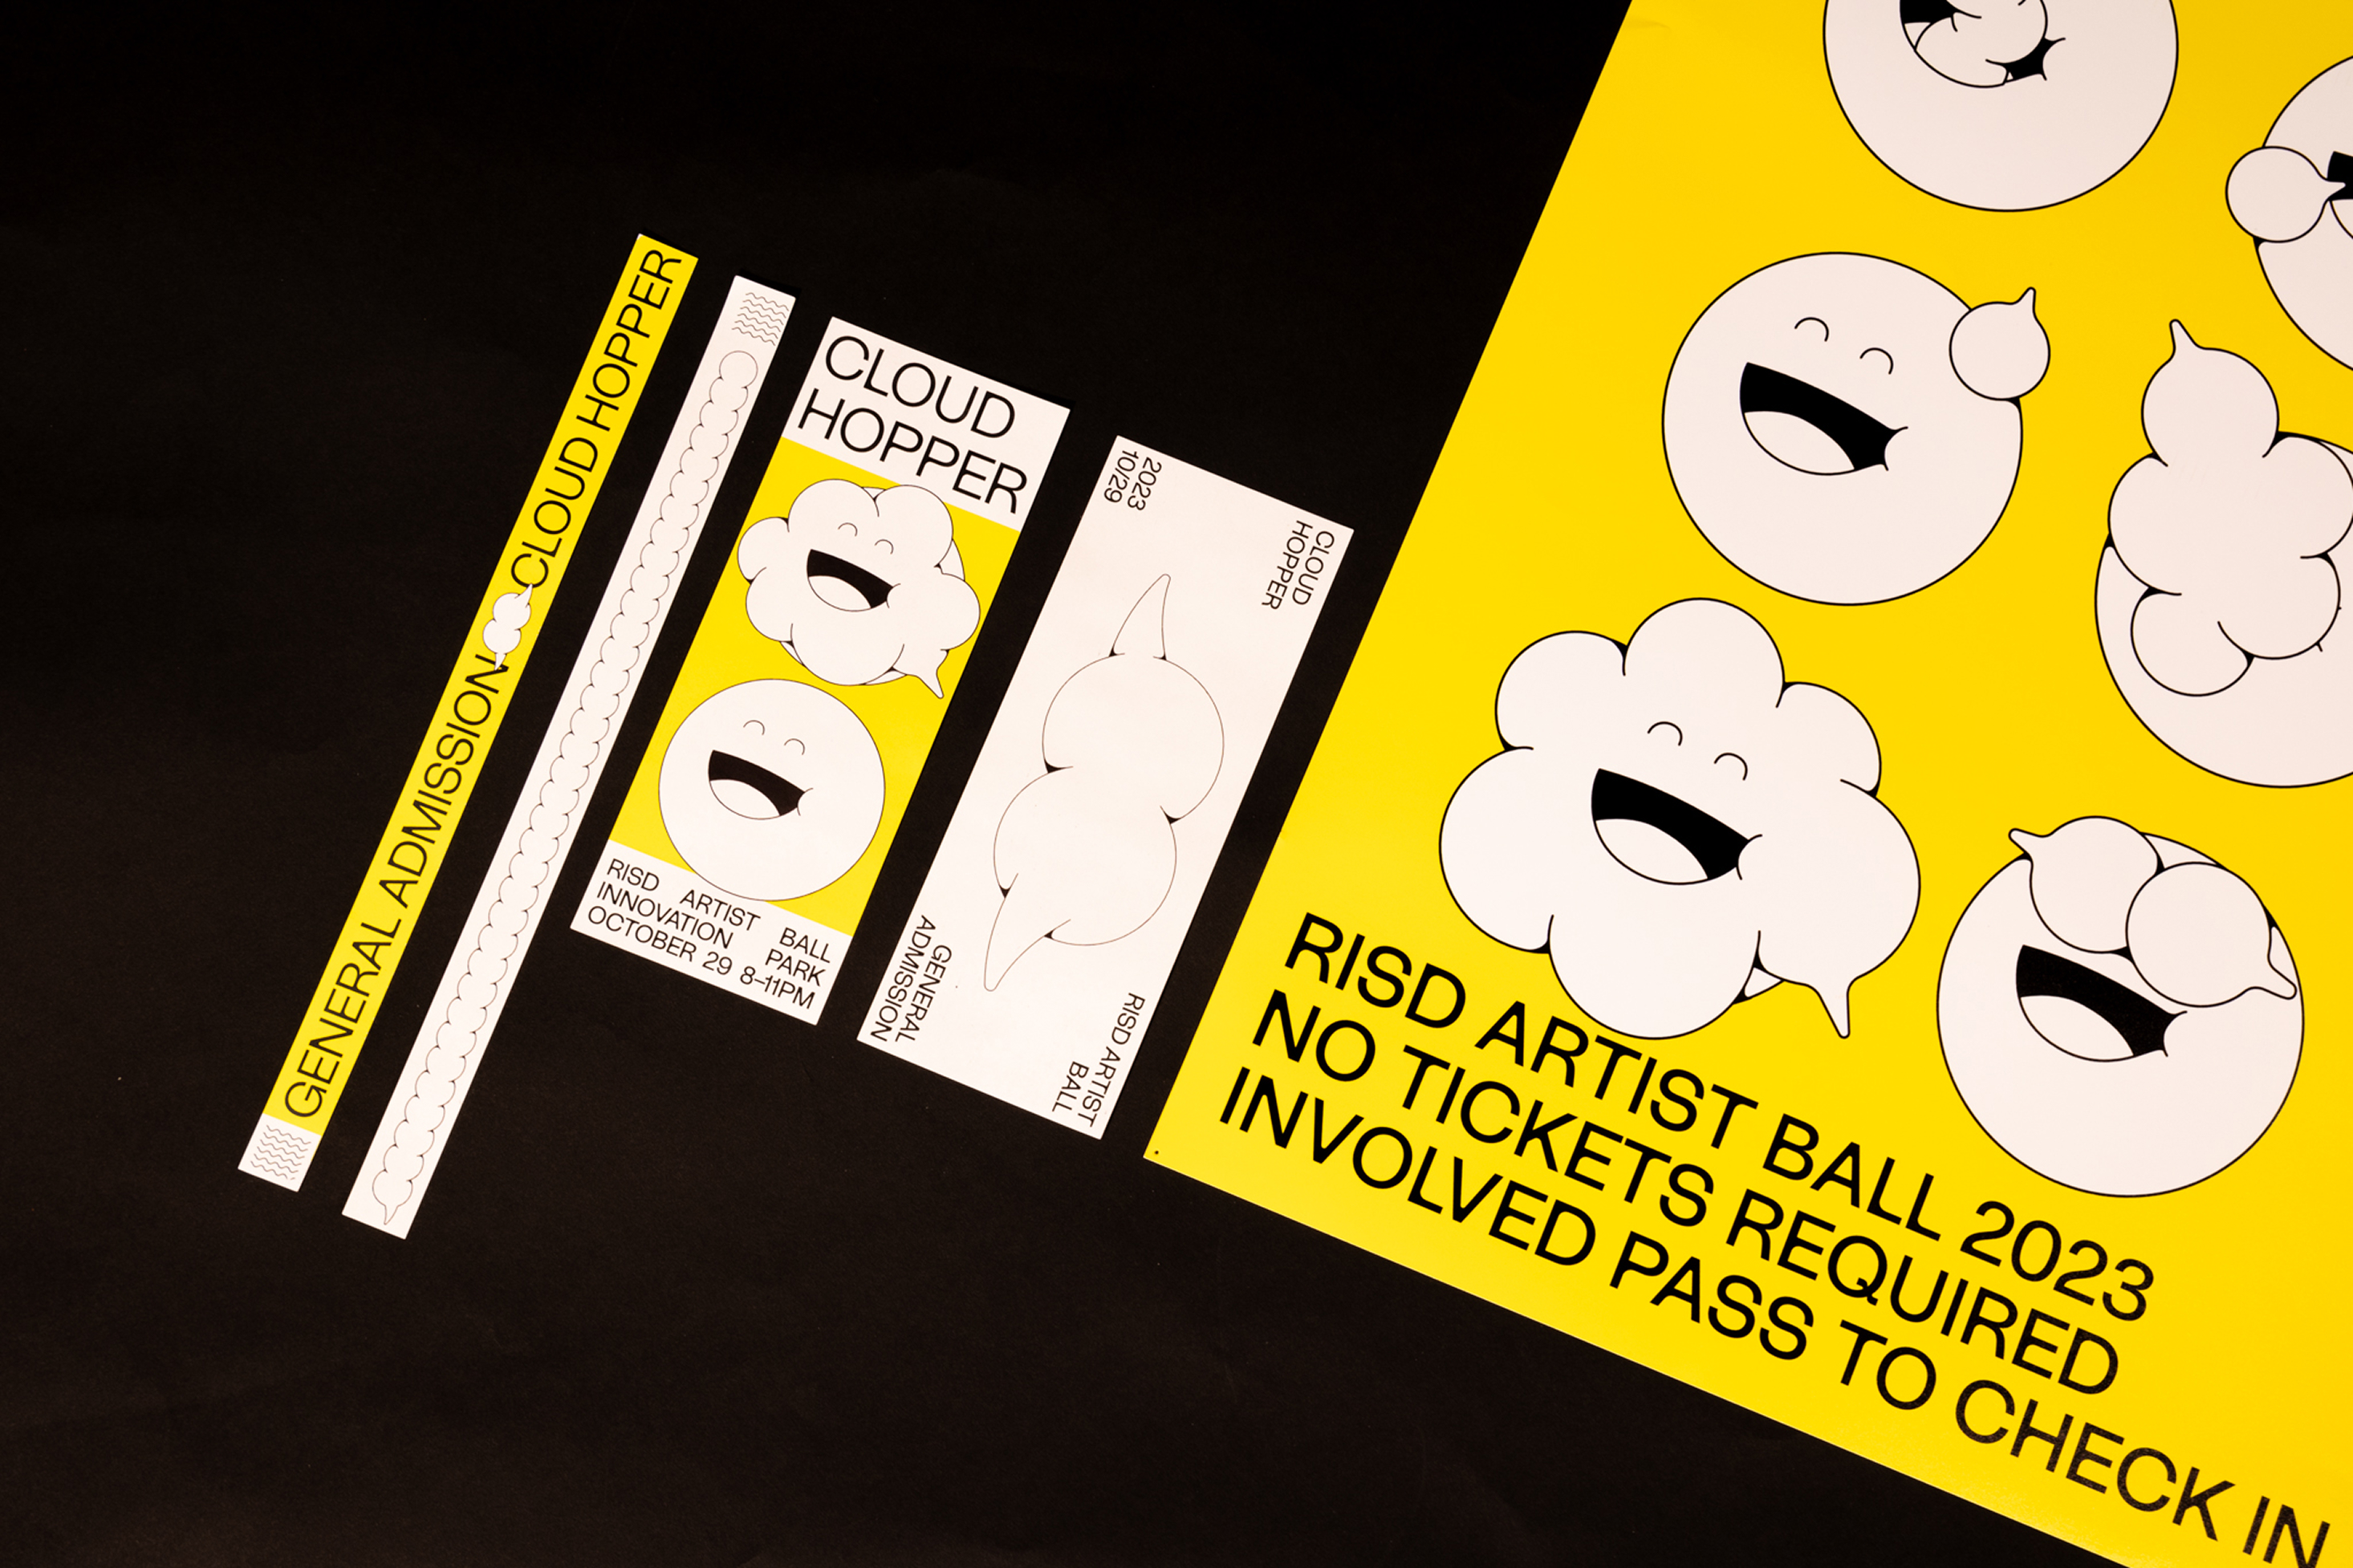 GENERAL ADMISSION CLOUD HOPPER
CLOUD
HOPPER
RISD ARTIST BALL
INNOVATION PARK
OCTOBER 29 8–11PM
2023
10/29
CLOUD
HOPPER
GENERAL
ADMISSION
RISD ARTIST
BALL
RISD ARTIST BALL 2023
NO TICKETS REQUIRED
INVOLVED PASS TO CHECK IN